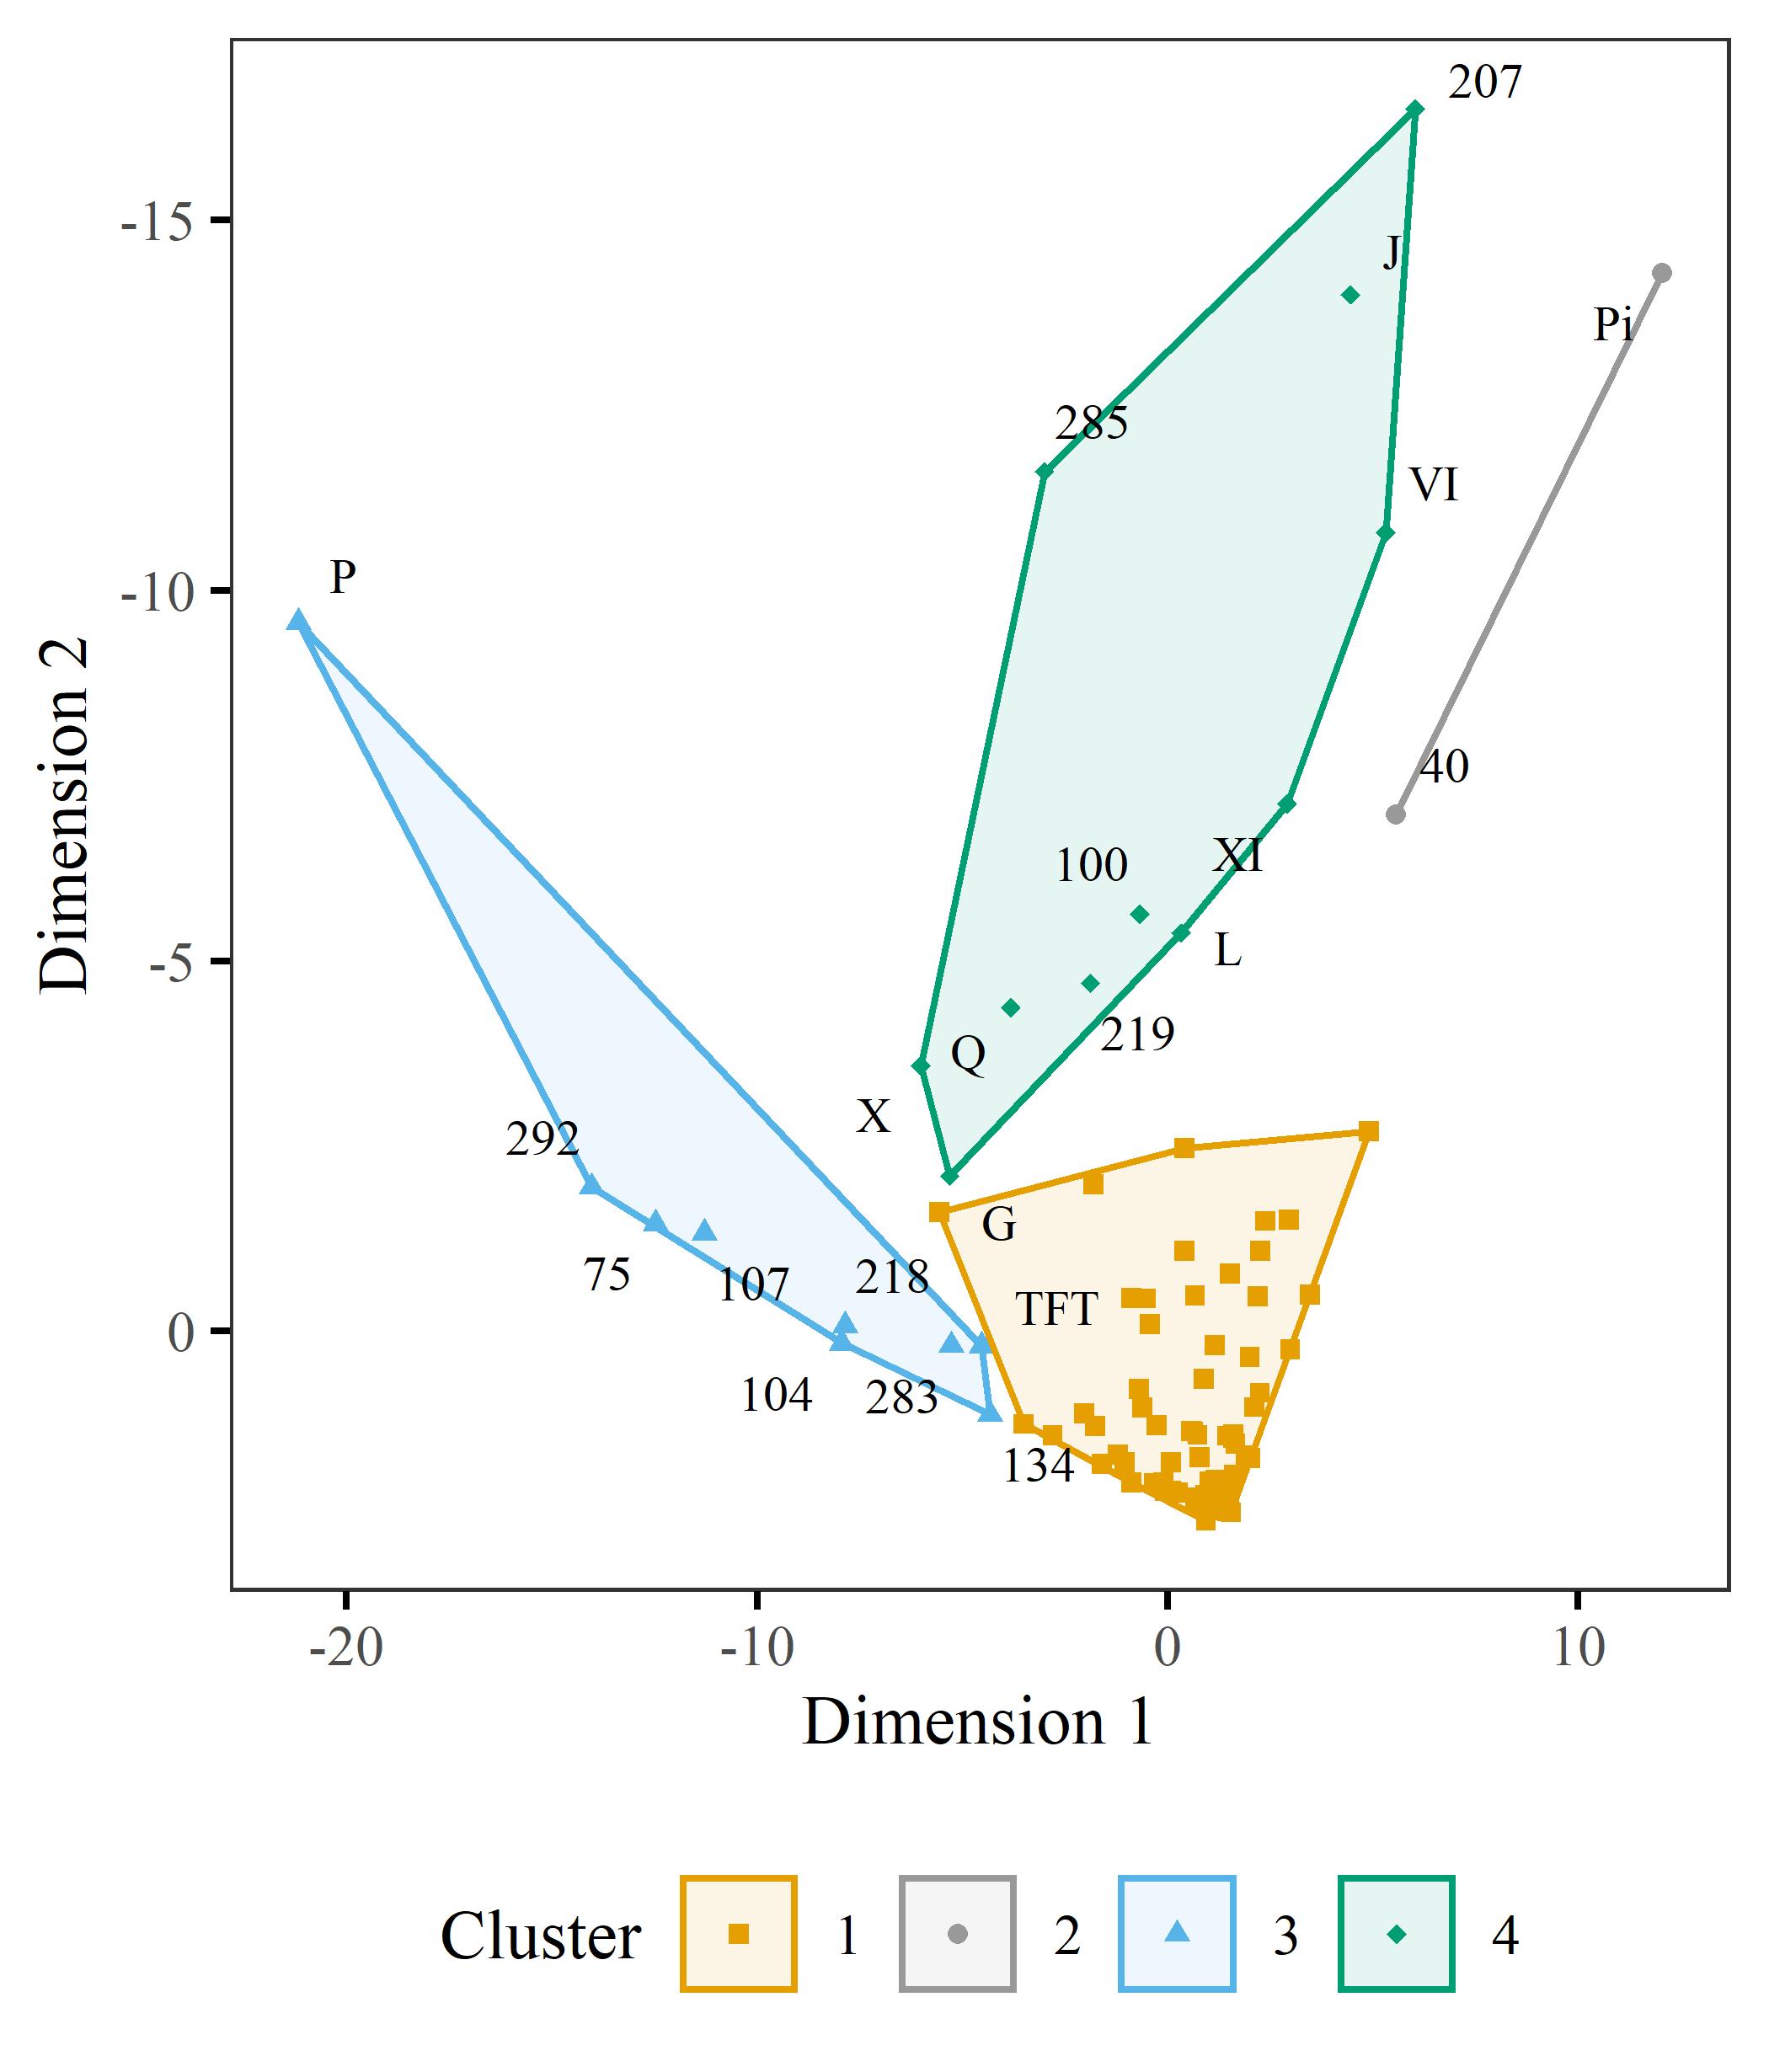 207
-15
J
Pi
285
VI
P
-10
40
XI
100
L
-5
219
Q
X
292
G
75
107
218
TFT
0
104
283
134
-20 -10 0 10
Dimension 1
Dimension 2
Cluster 1 2 3 4